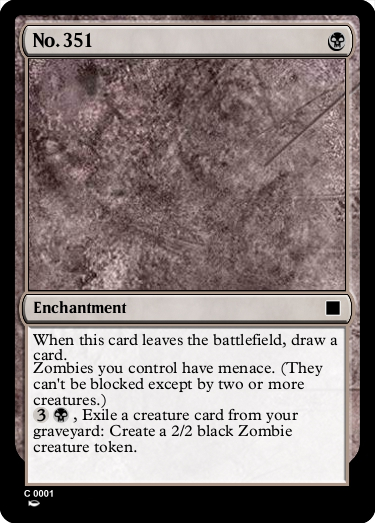 No. 351
Enchantment
When this card leaves the battlefield, draw a
card.
Zombies you control have menace. (They
can't be blocked except by two or more
creatures.)
3 , Exile a creature card from your
graveyard: Create a 2/2 black Zombie
creature token.
C 0001